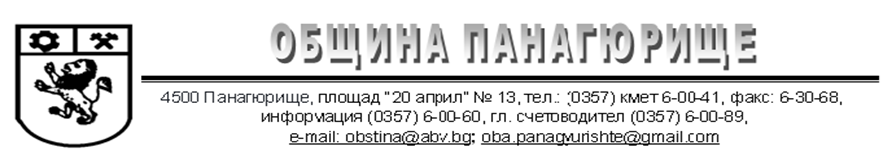 ОБЩИНА ПАНАГЮРИЩЕ
4500 Панагюрище, площад "20 април" № 13, тел.: (0357) кмет 6-00-41, факс: 6-30-68,
информация (0357) 6-00-60, гл. счетоводител (0357) 6-00-89,
e-mail: obstina@abv.bg; oba.panagyurishte@gmail.com